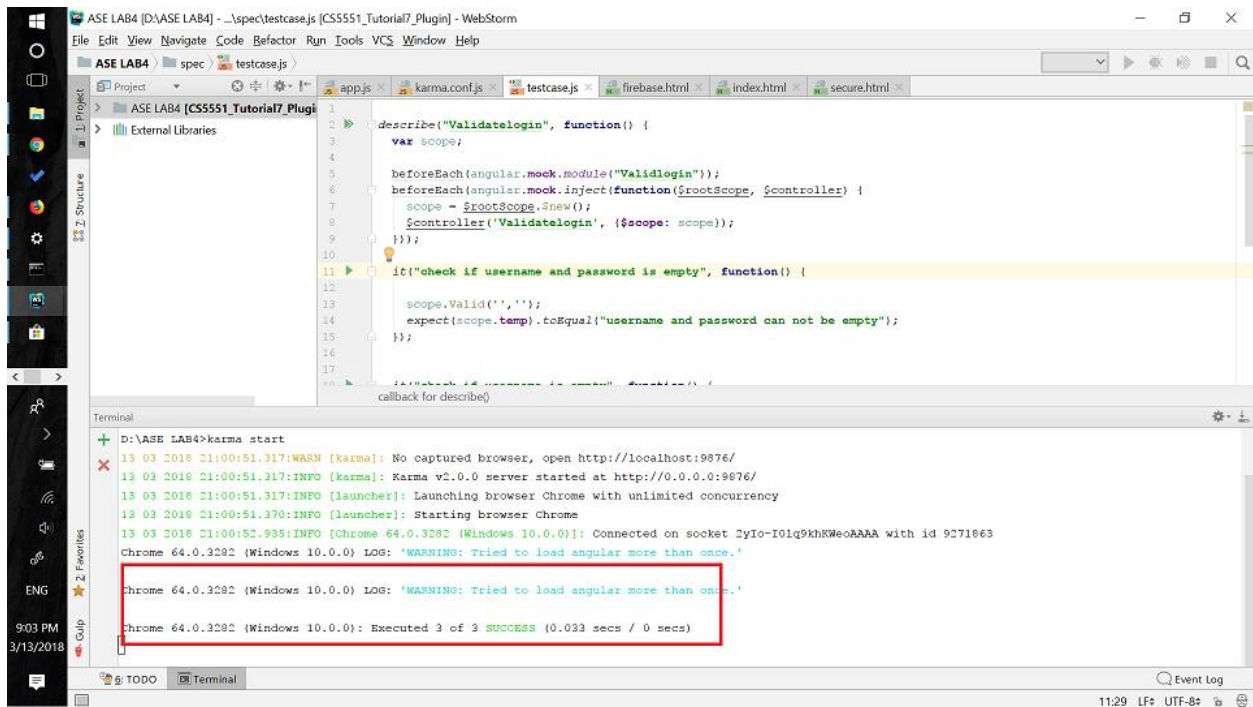 ASE LAB4 [D:\ASE LAB4] - ...\spec\testcase.js [CS5551_Tutorial7_Plugin] - WebStorm
File Edit View Navigate Code Refactor Run Tools VCS Window Help
ASE LAB4 spec testcase.js
Project
app.js karma.conf.js testcase.js firebase.html index.html secure.html
1: Project
ASE LAB4 [CS5551_Tutorial7_Plugi
External Libraries
7: Structure
1
2 describe("Validatelogin", function() {
3 var scope;
4
5 beforeEach(angular.mock.module("Validlogin"));
6 beforeEach(angular.mock.inject(function($rootScope, $controller) {
7 scope = $rootScope.$new();
8 $controller('Validatelogin', {$scope: scope});
9 }));
10
11 it("check if username and password is empty", function() {
12
13 scope.Valid('','');
14 expect(scope.temp).toEqual("username and password can not be empty");
15 });
16
17
it("check if username is empty", function() {
callback for describe()
Terminal
D:\ASE LAB4>karma start
13 03 2018 21:00:51.317:WARN [karma]: No captured browser, open http://localhost:9876/
13 03 2018 21:00:51.317:INFO [karma]: Karma v2.0.0 server started at http://0.0.0.0:9876/
13 03 2018 21:00:51.317:INFO [launcher]: Launching browser Chrome with unlimited concurrency
13 03 2018 21:00:51.370:INFO [launcher]: Starting browser Chrome
13 03 2018 21:00:52.935:INFO [Chrome 64.0.3282 (Windows 10.0.0)]: Connected on socket 2yIo-I0lq9khKWeoAAAA with id 9271863
Chrome 64.0.3282 (Windows 10.0.0) LOG: 'WARNING: Tried to load angular more than once.'
Chrome 64.0.3282 (Windows 10.0.0) LOG: 'WARNING: Tried to load angular more than once.'
Chrome 64.0.3282 (Windows 10.0.0): Executed 3 of 3 SUCCESS (0.033 secs / 0 secs)
2: Favorites
Gulp
ENG
9:03 PM
3/13/2018
6: TODO Terminal Event Log
11:29 LF UTF-8